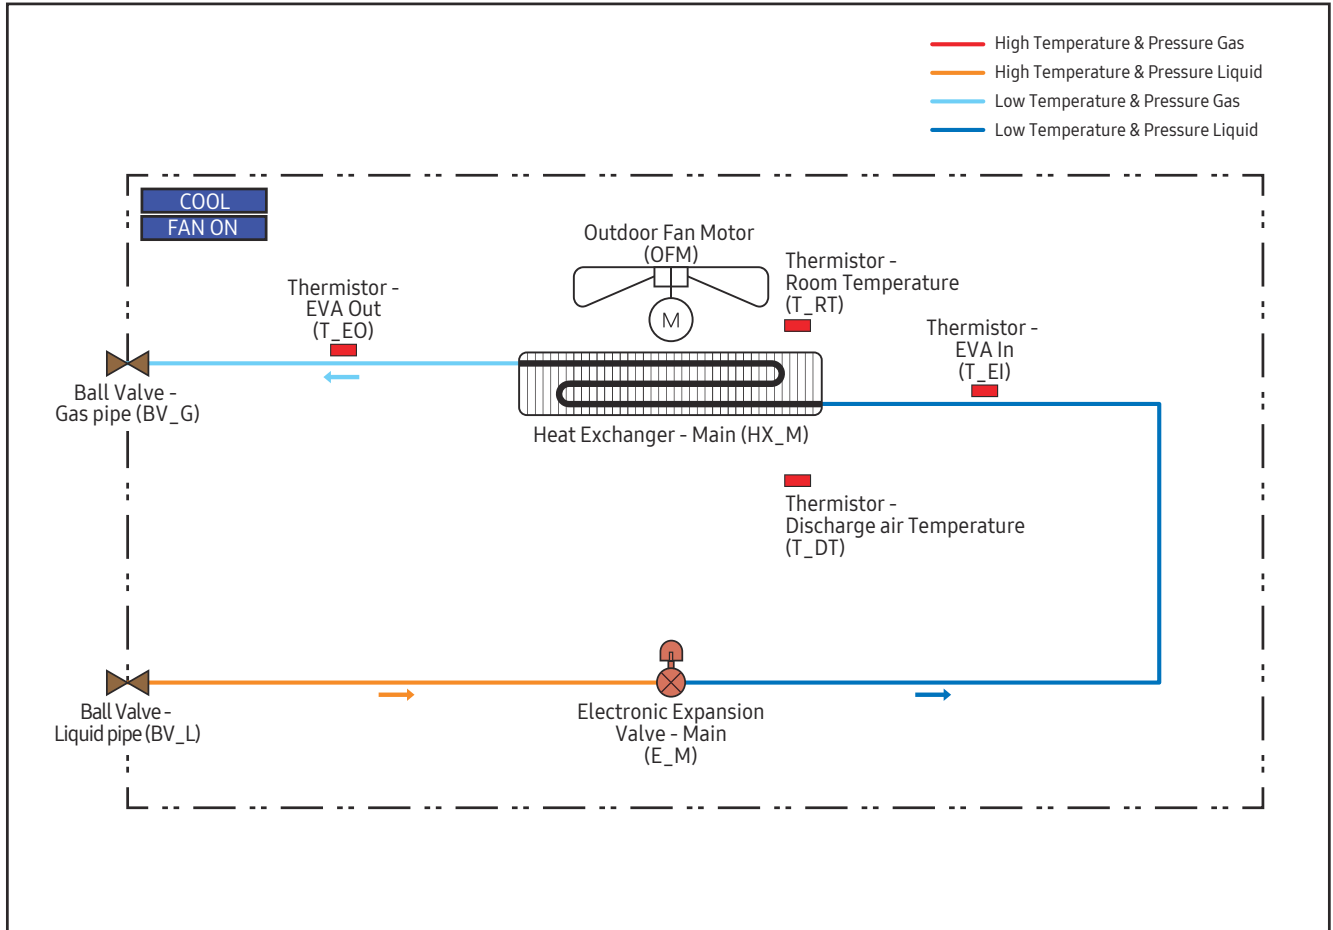 High Temperature & Pressure Gas
High Temperature & Pressure Liquid
Low Temperature & Pressure Gas
Low Temperature & Pressure Liquid
COOL
FAN ON
Outdoor Fan Motor
(OFM)
M
Thermistor -
Room Temperature
(T_RT)
Thermistor -
EVA Out
(T_EO)
Thermistor -
EVA In
(T_EI)
Ball Valve -
Gas pipe (BV_G)
Heat Exchanger - Main (HX_M)
Thermistor -
Discharge air Temperature
(T_DT)
Ball Valve -
Liquid pipe (BV_L)
Electronic Expansion
Valve - Main
(E_M)